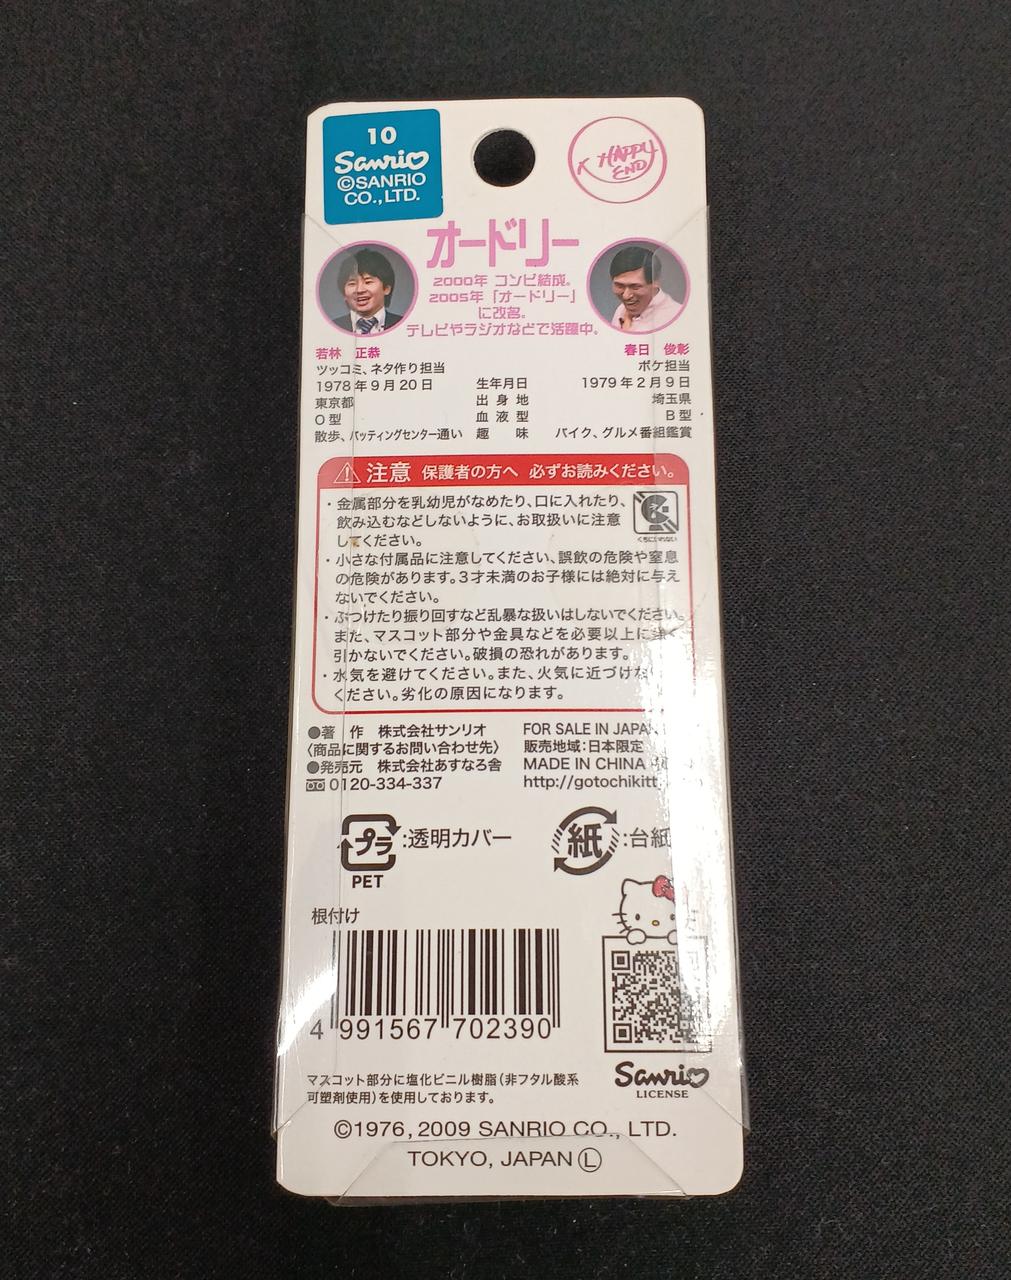 10
Sanrio
©SANRIO
CO.,LTD.
K HAPPY
END
オードリー
2000年 コンビ結成。
2005年 「オードリー」
に改名。
テレビやラジオなどで活躍中。
若林 正恭
春日 俊彰
ツッコミ、ネタ作り担当
ボケ担当
1978年9月20日 生年月日 1979年2月9日
東京都 出身地 埼玉県
O型 血液型 B型
散歩、バッティングセンター通い 趣味 バイク、グルメ番組鑑賞
注意 保護者の方へ 必ずお読みください。
・金属部分を乳幼児がなめたり、口に入れたり、
飲み込むなどしないように、お取扱いに注意
してください。
くちにいれない
・小さな付属品に注意してください、誤飲の危険や窒息
の危険があります。3才未満のお子様には絶対に与え
ないでください。
・ぶつけたり振り回すなど乱暴な扱いはしないでください。
また、マスコット部分や金具などを必要以上に強く
引かないでください。破損の恐れがあります。
・水気を避けてください。また、火気に近づけな
ください。劣化の原因になります。
●著 作 株式会社サンリオ
〈商品に関するお問い合わせ先〉
●発売元 株式会社あすなろ舎
0120-334-337
FOR SALE IN JAPAN
販売地域:日本限定
MADE IN CHINA
http://gotochikitt
プラ:透明カバー
PET
紙:台紙
根付け
4 991567 702390
Sanrio
LICENSE
マスコット部分に塩化ビニル樹脂(非フタル酸系
可塑剤使用)を使用しております。
©1976, 2009 SANRIO CO., LTD.
TOKYO, JAPAN Ⓛ